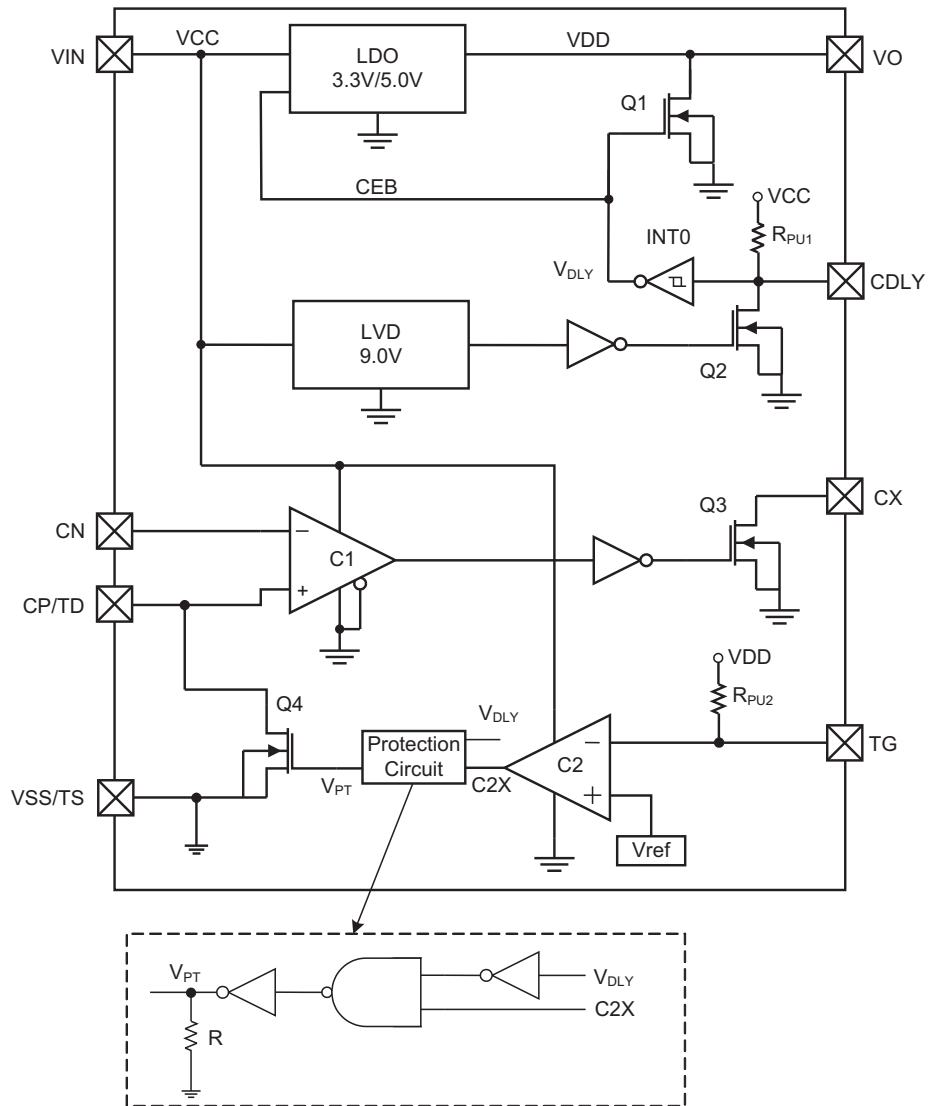 VIN
VCC
LDO
3.3V/5.0V
VDD
VO
Q1
CEB
VCC
INT0
RPU1
VDLY
CDLY
LVD
9.0V
Q2
CN
−
C1
+
Q3
CX
CP/TD
VDD
RPU2
Q4
VDLY
Protection
Circuit
VPT
C2X
−
C2
+
TG
VSS/TS
Vref
VPT
VDLY
C2X
R